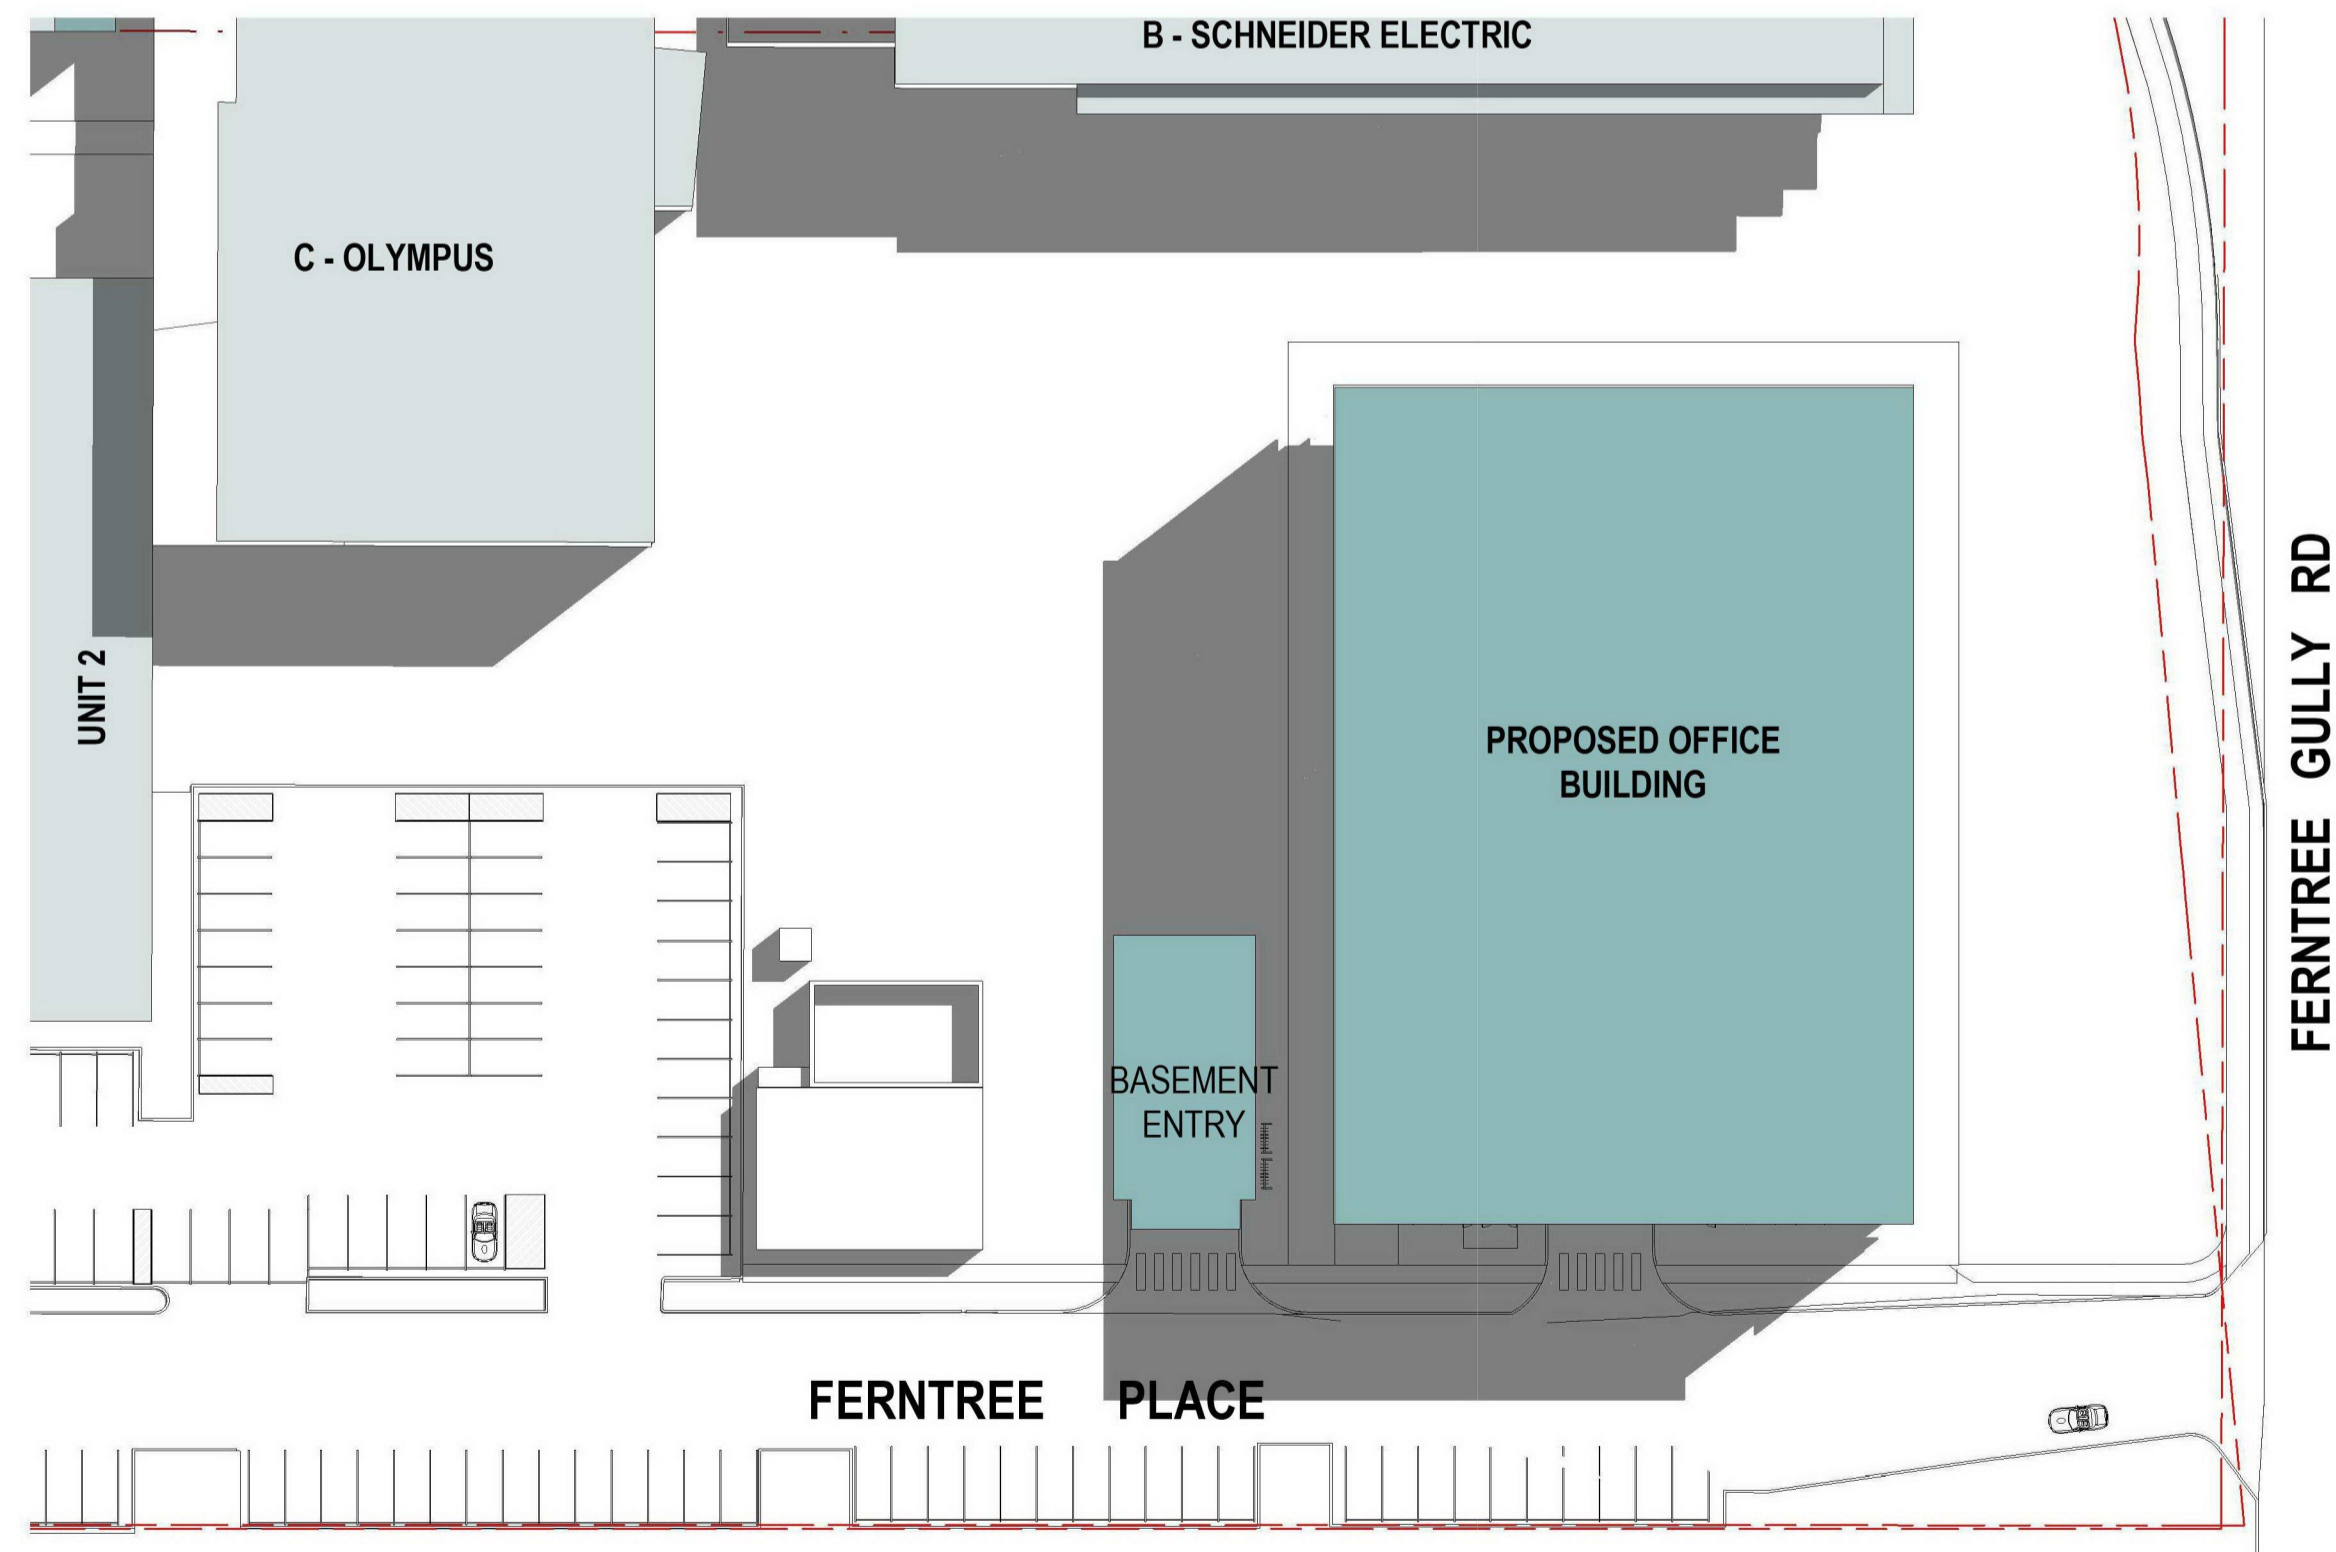 B - SCHNEIDER ELECTRIC
C - OLYMPUS
UNIT 2
PROPOSED OFFICE
BUILDING
FERNTREE GULLY RD
BASEMENT
ENTRY
FERNTREE PLACE